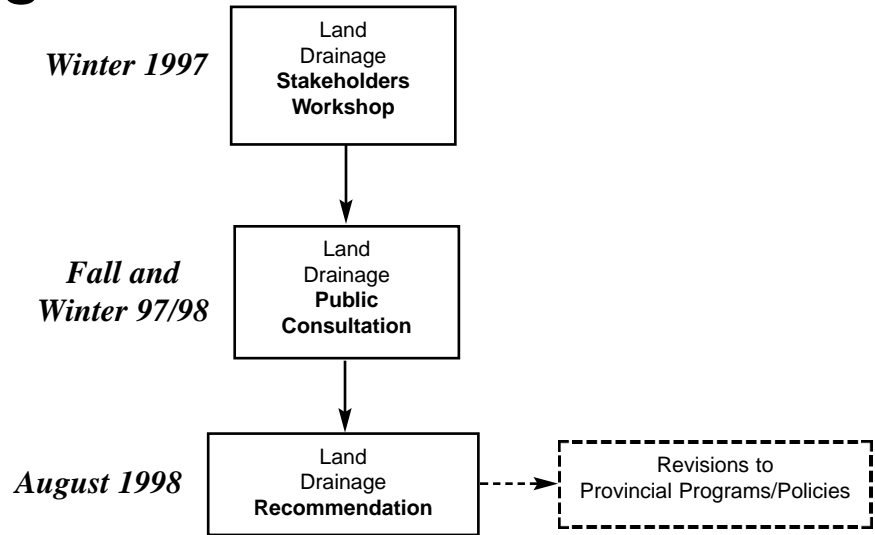 Winter 1997
Land
Drainage
Stakeholders
Workshop
Fall and
Winter 97/98
Land
Drainage
Public
Consultation
August 1998
Land
Drainage
Recommendation
Revisions to
Provincial Programs/Policies